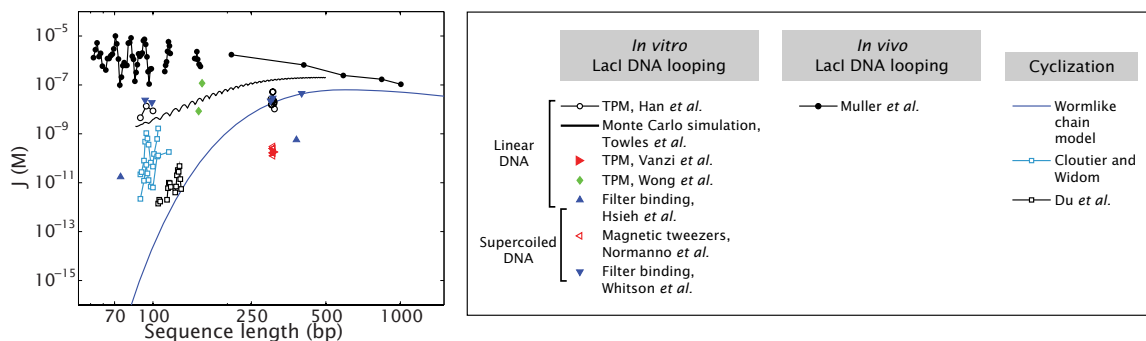 J (M)
10⁻⁵
10⁻⁷
10⁻⁹
10⁻¹¹
10⁻¹³
10⁻¹⁵
70 100 250 500 1000
Sequence length (bp)
In vitro
LacI DNA looping
In vivo
LacI DNA looping
Cyclization
Linear
DNA
TPM, Han et al.
Monte Carlo simulation,
Towles et al.
TPM, Vanzi et al.
TPM, Wong et al.
Filter binding,
Hsieh et al.
Supercoiled
DNA
Magnetic tweezers,
Normanno et al.
Filter binding,
Whitson et al.
Muller et al.
Wormlike
chain
model
Cloutier and
Widom
Du et al.